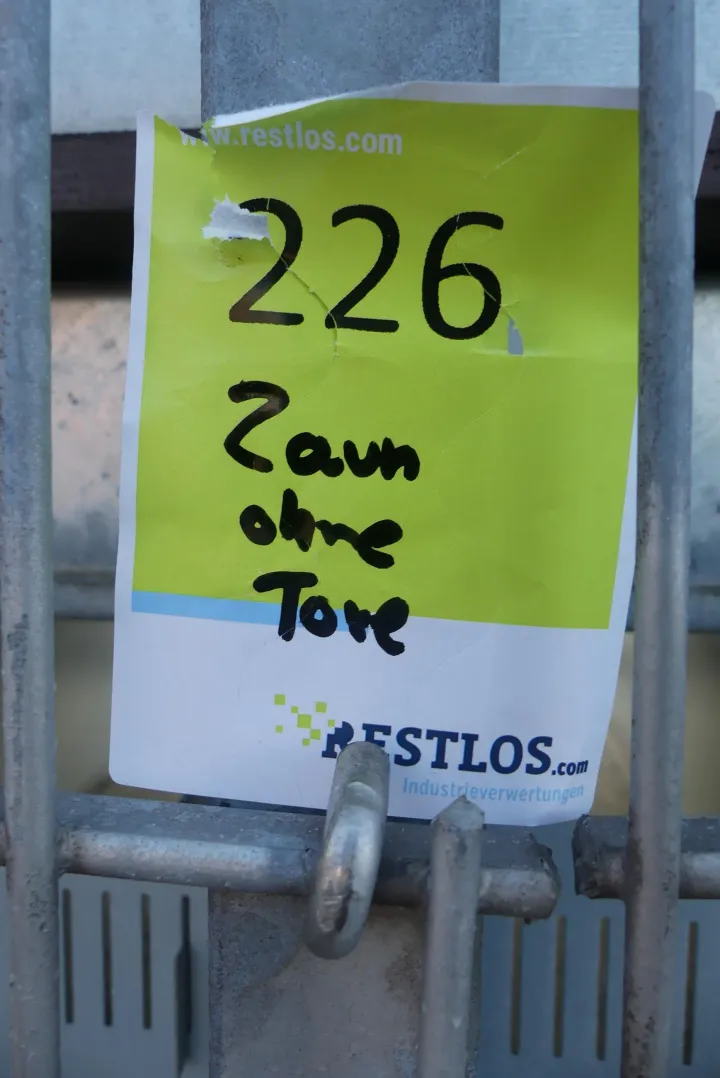 www.restlos.com
226
Zaun
ohne
Tore
RESTLOS.com
Industrieverwertungen